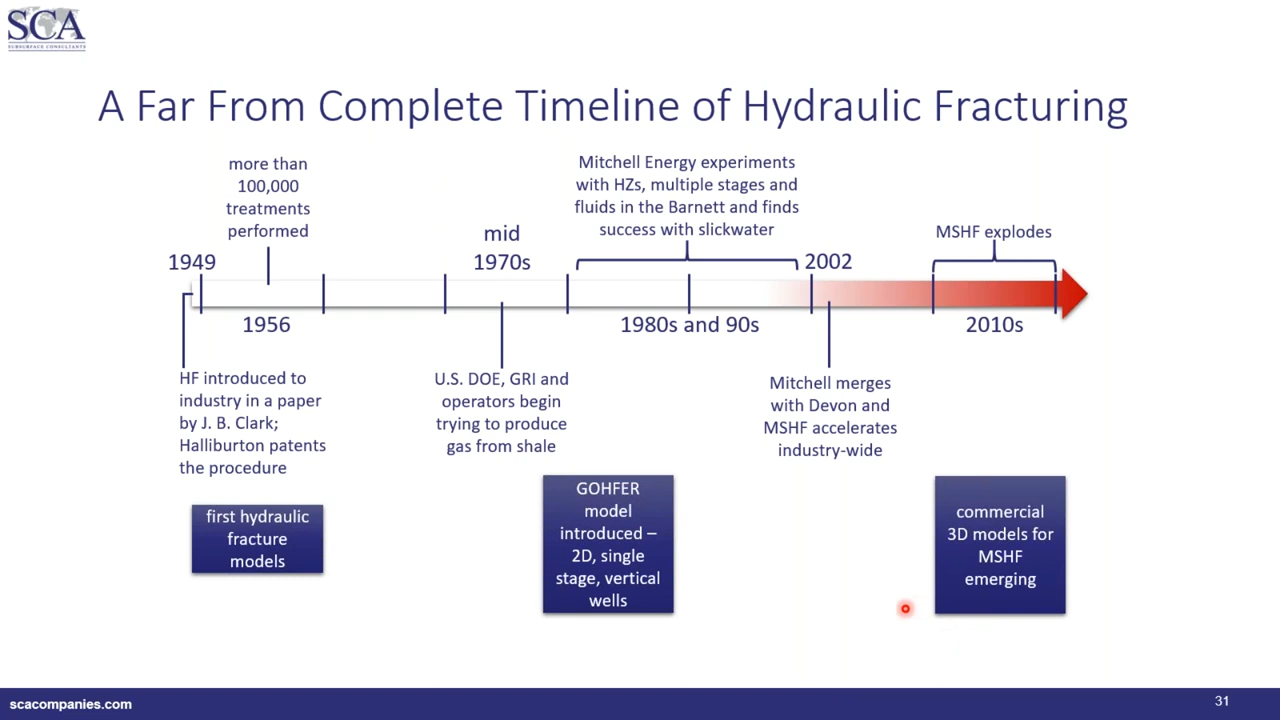 SCA
SUBSURFACE CONSULTANTS
A Far From Complete Timeline of Hydraulic Fracturing
more than
100,000
treatments
performed
Mitchell Energy experiments
with HZs, multiple stages and
fluids in the Barnett and finds
success with slickwater
MSHF explodes
1949
mid
1970s
2002
1956
1980s and 90s
2010s
HF introduced to
industry in a paper
by J. B. Clark;
Halliburton patents
the procedure
U.S. DOE, GRI and
operators begin
trying to produce
gas from shale
Mitchell merges
with Devon and
MSHF accelerates
industry-wide
first hydraulic
fracture
models
GOHFER
model
introduced –
2D, single
stage, vertical
wells
commercial
3D models for
MSHF
emerging
scacompanies.com
31